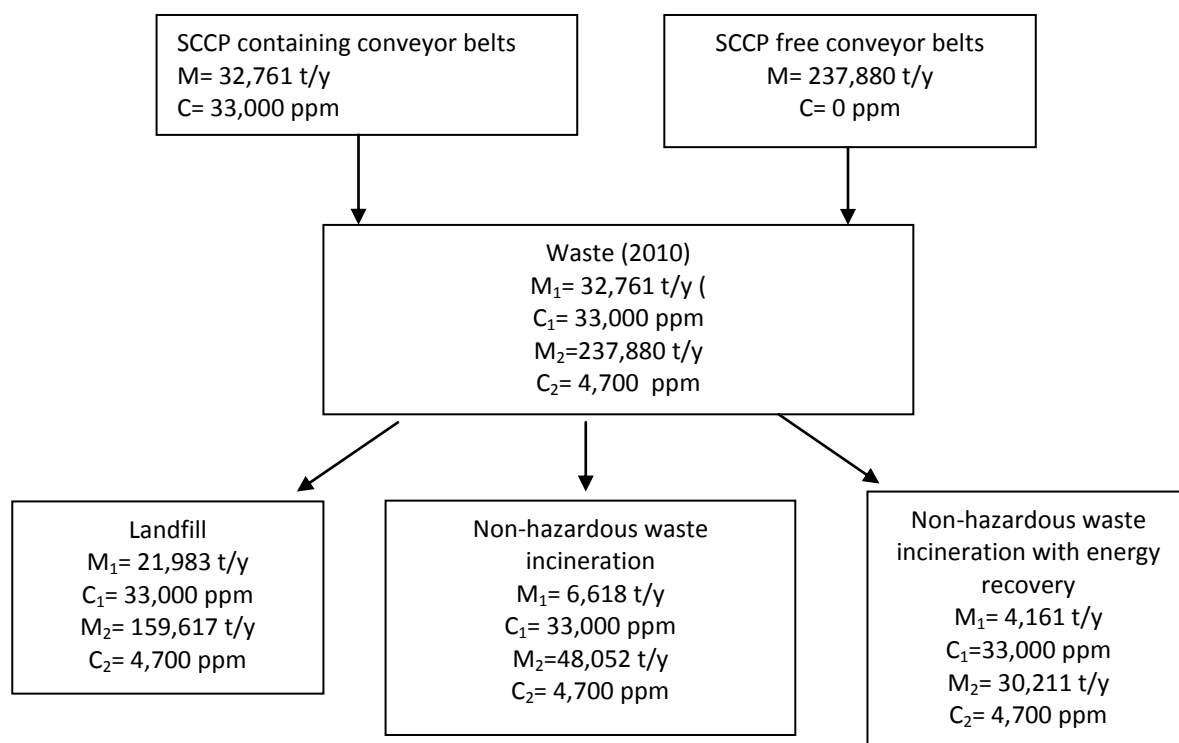 SCCP containing conveyor belts
M= 32,761 t/y
C= 33,000 ppm
SCCP free conveyor belts
M= 237,880 t/y
C= 0 ppm
Waste (2010)
M₁= 32,761 t/y (
C₁= 33,000 ppm
M₂=237,880 t/y
C₂= 4,700 ppm
Landfill
M₁= 21,983 t/y
C₁= 33,000 ppm
M₂= 159,617 t/y
C₂= 4,700 ppm
Non-hazardous waste
incineration
M₁= 6,618 t/y
C₁= 33,000 ppm
M₂=48,052 t/y
C₂= 4,700 ppm
Non-hazardous waste
incineration with energy
recovery
M₁= 4,161 t/y
C₁=33,000 ppm
M₂= 30,211 t/y
C₂= 4,700 ppm